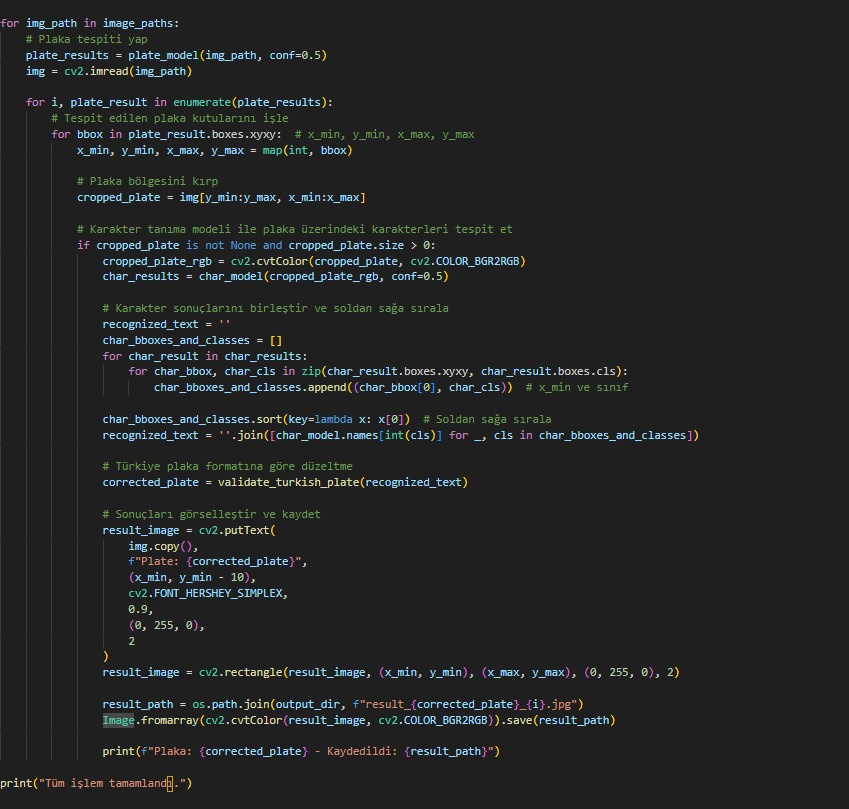 for img_path in image_paths:
    # Plaka tespiti yap
    plate_results = plate_model(img_path, conf=0.5)
    img = cv2.imread(img_path)

    for i, plate_result in enumerate(plate_results):
        # Tespit edilen plaka kutularını işle
        for bbox in plate_result.boxes.xyxy:  # x_min, y_min, x_max, y_max
            x_min, y_min, x_max, y_max = map(int, bbox)

            # Plaka bölgesini kırp
            cropped_plate = img[y_min:y_max, x_min:x_max]

            # Karakter tanıma modeli ile plaka üzerindeki karakterleri tespit et
            if cropped_plate is not None and cropped_plate.size > 0:
                cropped_plate_rgb = cv2.cvtColor(cropped_plate, cv2.COLOR_BGR2RGB)
                char_results = char_model(cropped_plate_rgb, conf=0.5)

                # Karakter sonuçlarını birleştir ve soldan sağa sırala
                recognized_text = ''
                char_bboxes_and_classes = []
                for char_result in char_results:
                    for char_bbox, char_cls in zip(char_result.boxes.xyxy, char_result.boxes.cls):
                        char_bboxes_and_classes.append((char_bbox[0], char_cls))  # x_min ve sınıf

                char_bboxes_and_classes.sort(key=lambda x: x[0])  # Soldan sağa sırala
                recognized_text = ''.join([char_model.names[int(cls)] for _, cls in char_bboxes_and_classes])

                # Türkiye plaka formatına göre düzeltme
                corrected_plate = validate_turkish_plate(recognized_text)

                # Sonuçları görselleştir ve kaydet
                result_image = cv2.putText(
                    img.copy(),
                    f"Plate: {corrected_plate}",
                    (x_min, y_min - 10),
                    cv2.FONT_HERSHEY_SIMPLEX,
                    0.9,
                    (0, 255, 0),
                    2
                )
                result_image = cv2.rectangle(result_image, (x_min, y_min), (x_max, y_max), (0, 255, 0), 2)

                result_path = os.path.join(output_dir, f"result_{corrected_plate}_{i}.jpg")
                Image.fromarray(cv2.cvtColor(result_image, cv2.COLOR_BGR2RGB)).save(result_path)

                print(f"Plaka: {corrected_plate} - Kaydedildi: {result_path}")

print("Tüm işlem tamamlandı.")